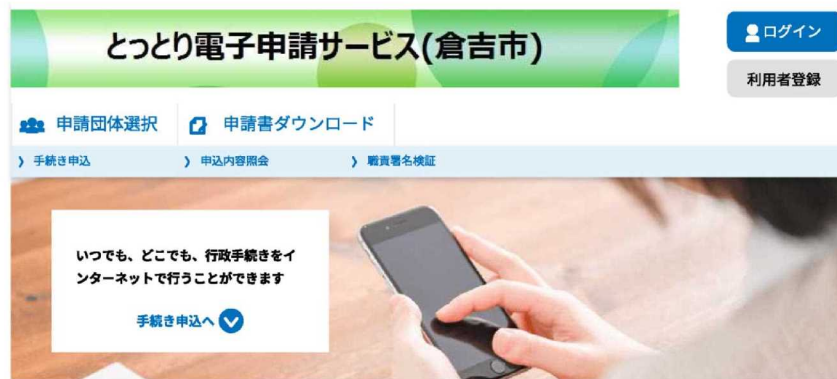 とっとり電子申請サービス(倉吉市)
ログイン
利用者登録
申請団体選択
申請書ダウンロード
手続き申込
申込内容照会
職責署名検証
いつでも、どこでも、行政手続きをイ
ンターネットで行うことができます
手続き申込へ